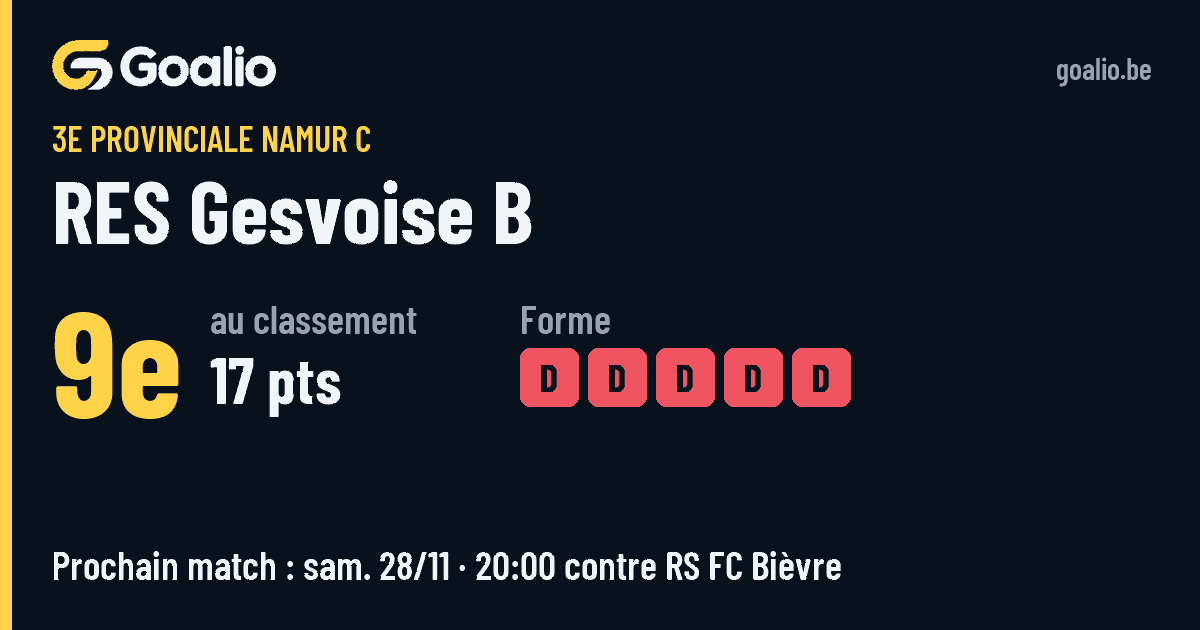 Goalio
goalio.be
3E PROVINCIALE NAMUR C
RES Gesvoise B
9e
au classement
17 pts
Forme
D D D D D
Prochain match : sam. 28/11 · 20:00 contre RS FC Bièvre